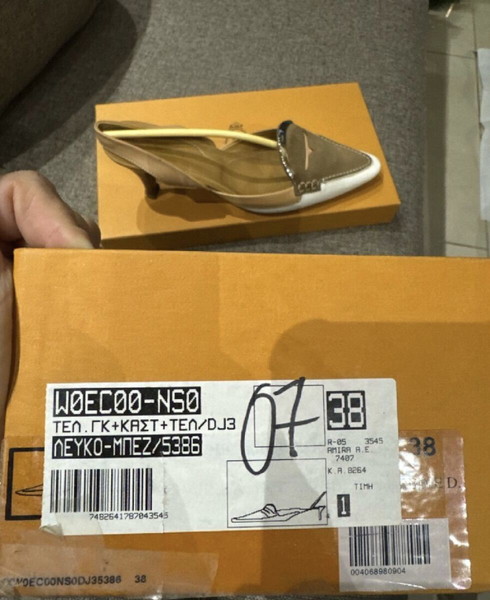 W0EC00-NS0
ΤΕΛ.ΓΚ+ΚΑΣΤ+ΤΕΛ/DJ3
ΛΕΥΚΟ-ΜΠΕΖ/5386
07
38
R-05 3545
AMIRA A.E.
7407
K.A.8264
ΤΙΜΗ
1
38
7482641787043545
004068980904
W0EC00NS0DJ35386 38